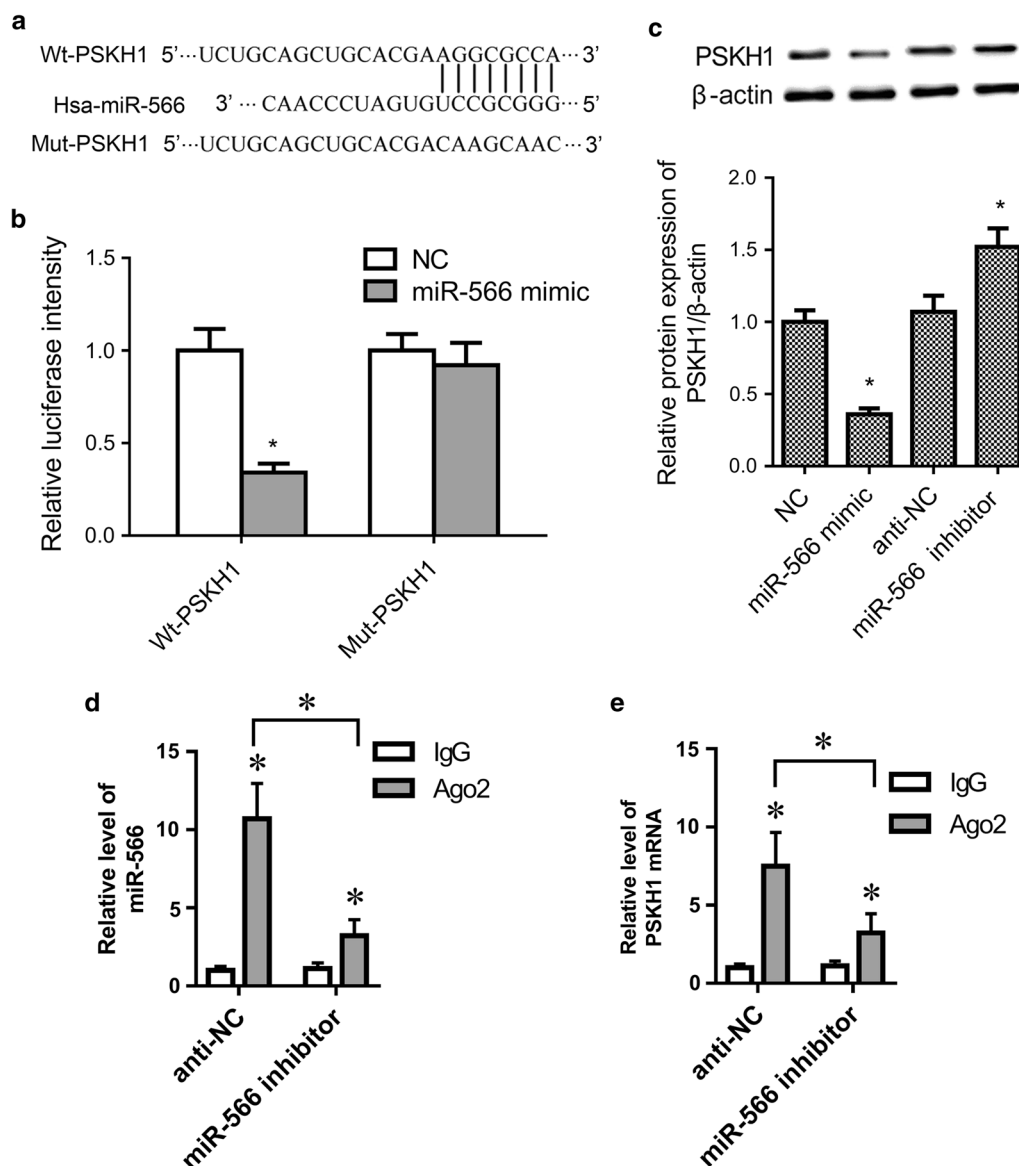 a
Wt-PSKH1 5’···UCUGCAGCUGCACGAAGGCGCCA··· 3’
Hsa-miR-566 3’ ··· CAACCCUAGUGUCCGCGGG··· 5’
Mut-PSKH1 5’···UCUGCAGCUGCACGACAAGCAAC··· 3’
b
Relative luciferase intensity
1.5
1.0
0.5
0.0
NC
miR-566 mimic
*
Wt-PSKH1
Mut-PSKH1
c
PSKH1
β-actin
Relative protein expression of
PSKH1/β-actin
2.0
1.5
1.0
0.5
0.0
*
*
NC
miR-566 mimic
anti-NC
miR-566 inhibitor
d
Relative level of
miR-566
15
10
5
0
*
*
*
IgG
Ago2
anti-NC
miR-566 inhibitor
e
Relative level of
PSKH1 mRNA
15
10
5
0
*
*
*
IgG
Ago2
anti-NC
miR-566 inhibitor